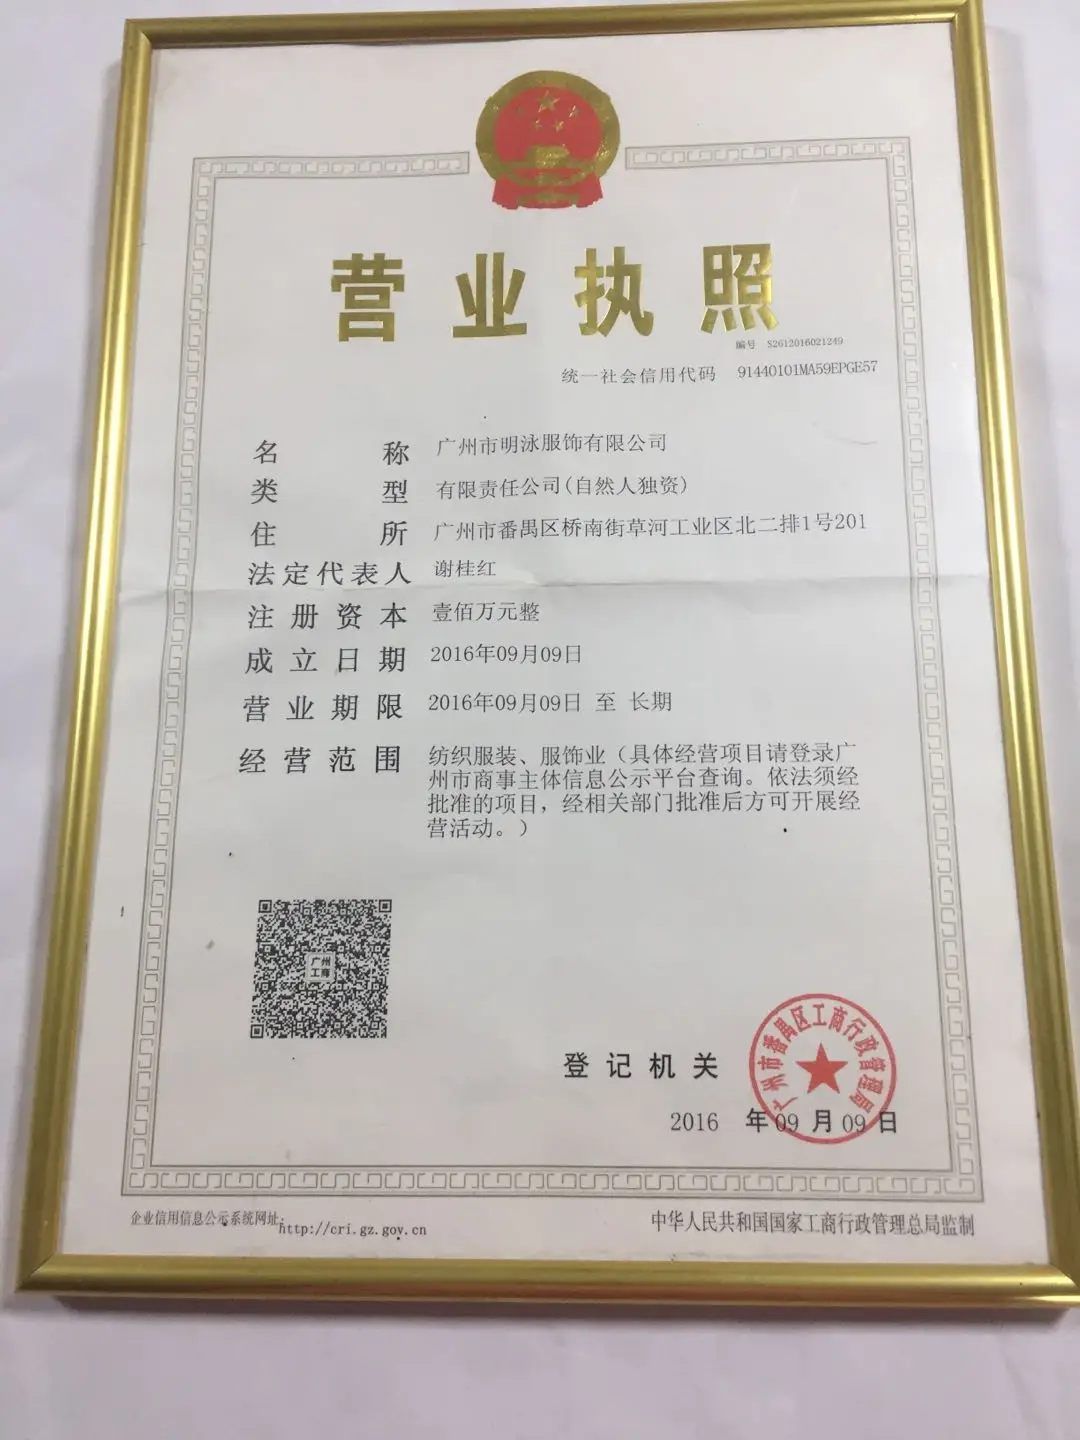 营业执照
编号 S2612016021249
统一社会信用代码 91440101MA59EPGE57
名称 广州市明泳服饰有限公司
类型 有限责任公司(自然人独资)
住所 广州市番禺区桥南街草河工业区北二排1号201
法定代表人 谢桂红
注册资本 壹佰万元整
成立日期 2016年09月09日
营业期限 2016年09月09日 至 长期
经营范围 纺织服装、服饰业（具体经营项目请登录广
州市商事主体信息公示平台查询。依法须经
批准的项目，经相关部门批准后方可开展经
营活动。）
广州
工商
登记机关
广州市番禺区工商行政管理局
2016 年 09 月 09 日
企业信用信息公示系统网址: http://cri.gz.gov.cn
中华人民共和国国家工商行政管理总局监制